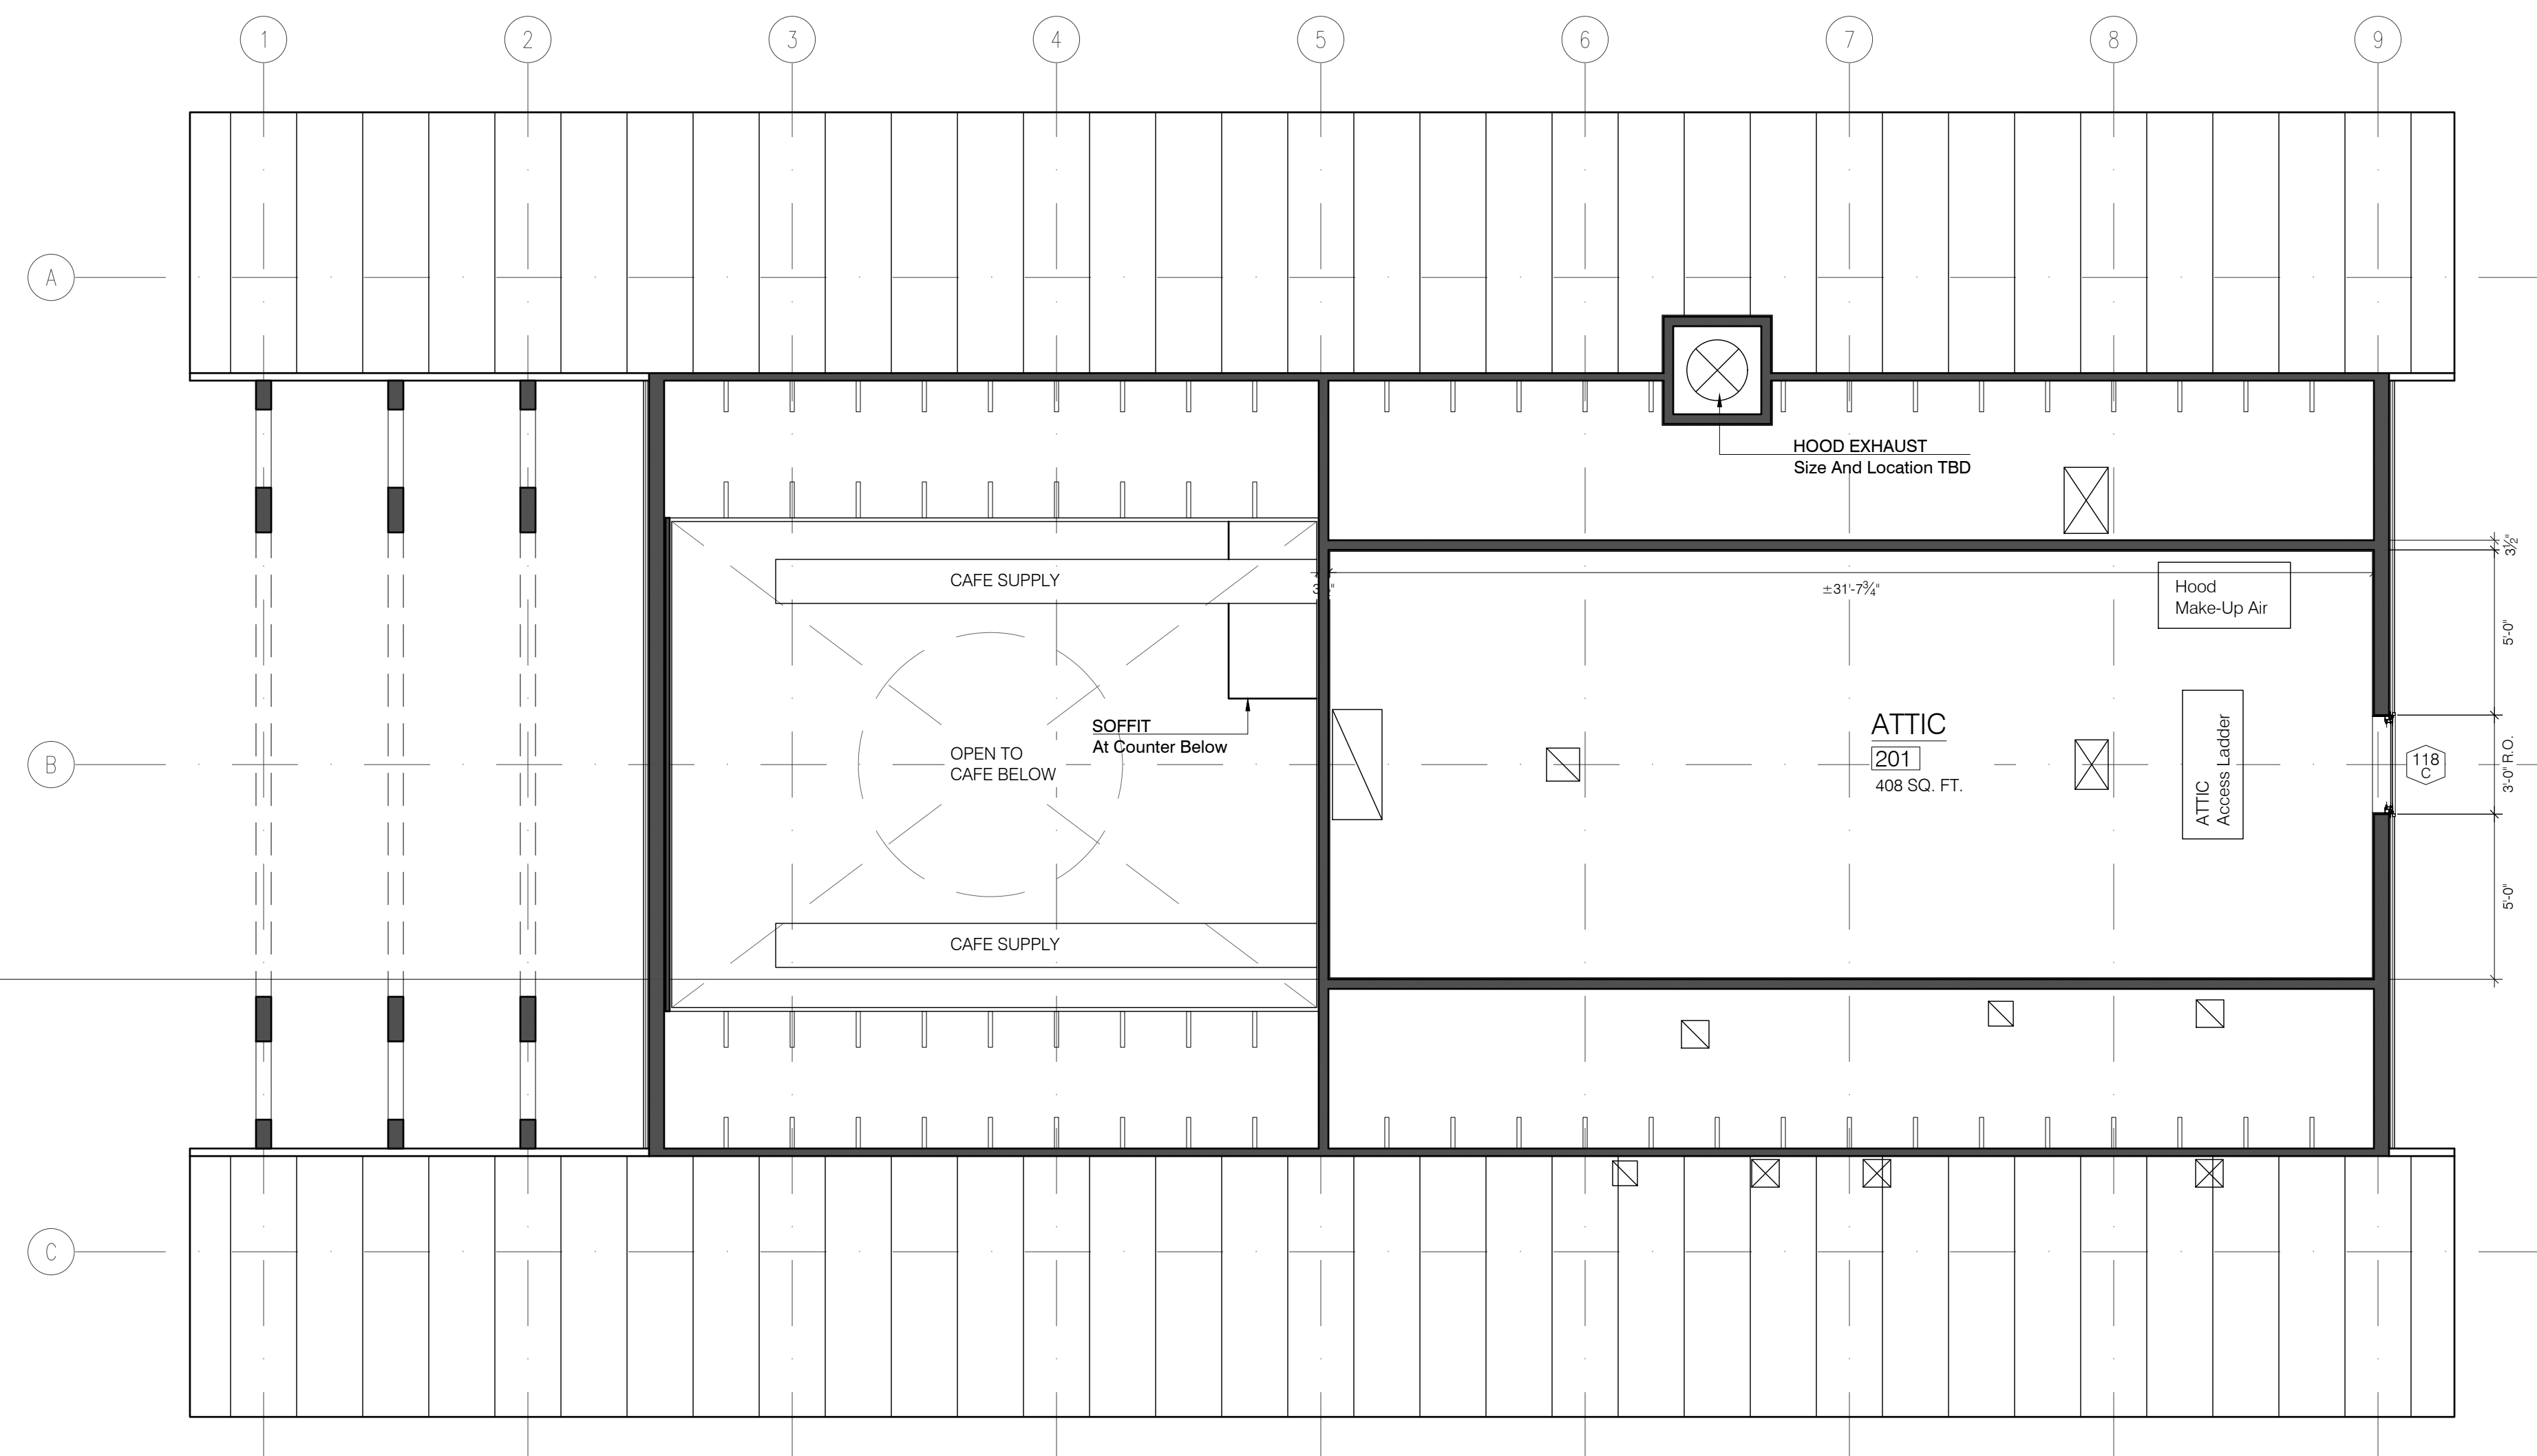 1
2
3
4
5
6
7
8
9
A
HOOD EXHAUST
Size And Location TBD
3½"
CAFE SUPPLY
±31'-7¾"
Hood
Make-Up Air
5'-0"
SOFFIT
At Counter Below
ATTIC
201
408 SQ. FT.
OPEN TO
CAFE BELOW
B
ATTIC
Access Ladder
118
C
3'-0" R.O.
5'-0"
CAFE SUPPLY
C